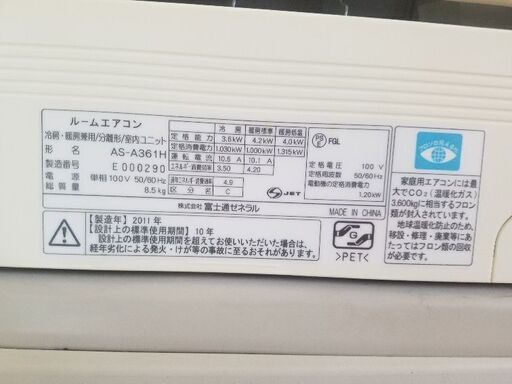 ルームエアコン
冷房・暖房兼用/分離形/室内ユニット
形名 AS-A361H
E 000290
電源 単相100V 50/60Hz
総質量 8.5kg
冷房 暖房標準 暖房低温
定格能力 3.6kW 4.2kW 4.0kW
定格消費電力 1,030kW 1,000kW 1,315kW
運転電流 10.6A 10.1A
エネルギー消費効率 3.50 4.20
通年エネルギー消費効率 4.9
区分名 C
PSE
FGL
定格電圧 100 V
定格周波数 50/60Hz
電動機の定格消費電力 1.20kW
JET
株式会社 富士通ゼネラル
MADE IN CHINA
【製造年】2011年
【設計上の標準使用期間】10年
設計上の標準使用期間を超えてお使いいただいた場合は、
経年劣化による発火・けが等の事故に至るおそれがあります。
>PET<
フロンの見える化
家庭用エアコンには最
大でCO₂(温暖化ガス)
3,600kgに相当するフロン
類が封入されています。
地球温暖化防止のため、
移設・修理・廃棄等にあ
たってはフロン類の回収
が必要です。